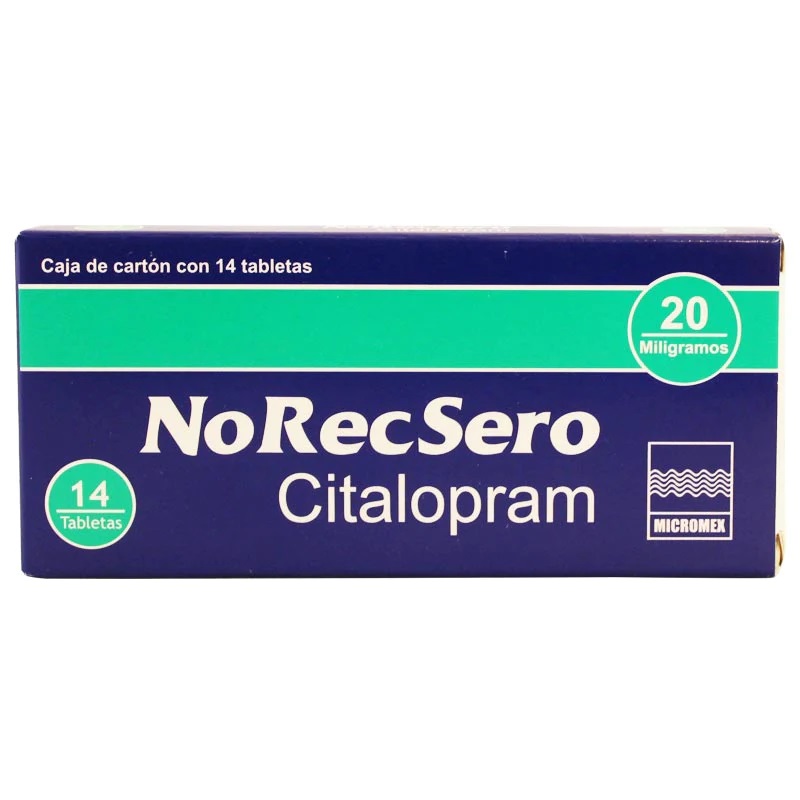 Caja de cartón con 14 tabletas
20
Miligramos
NoRecSero
Citalopram
14
Tabletas
MICROMEX